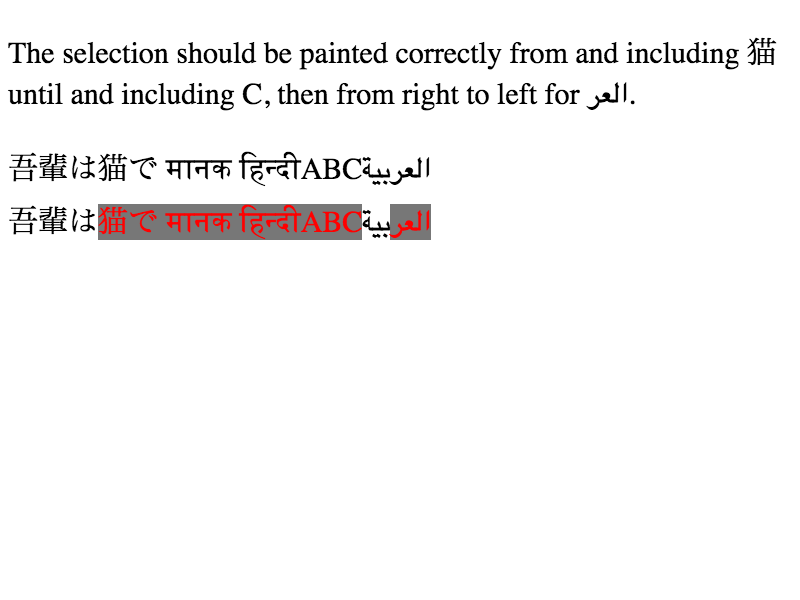 The selection should be painted correctly from and including 猫
until and including C, then from right to left for العر.
吾輩は猫で मानक हिन्दीABCالعربية
吾輩は猫で मानक हिन्दीABCالعربية